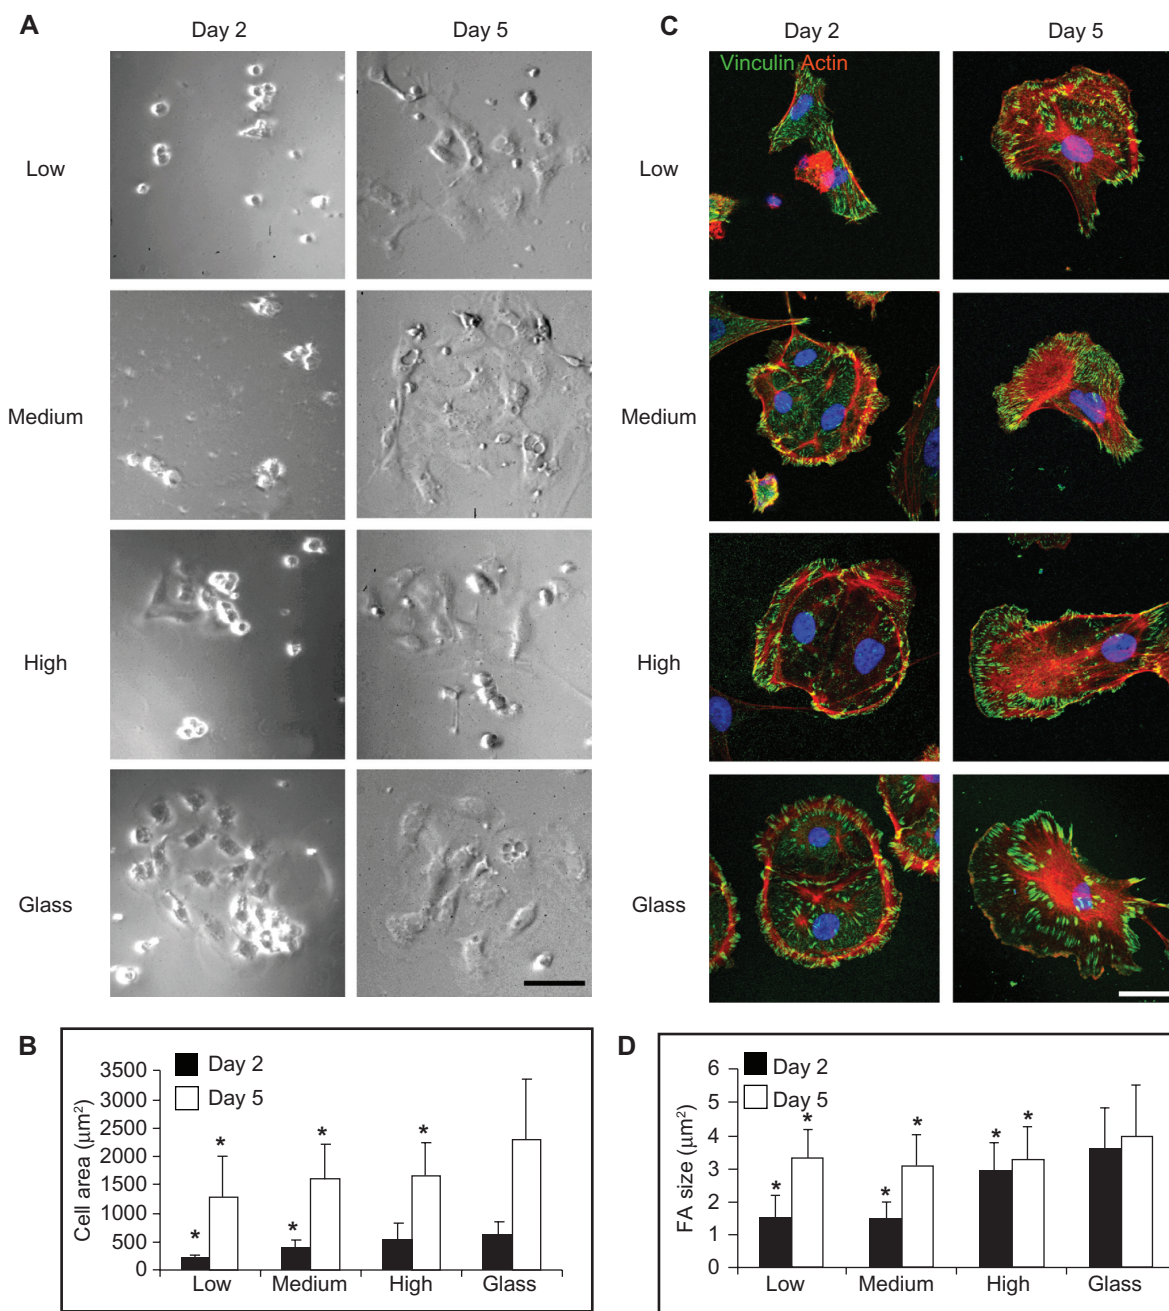 A
Day 2
Day 5
Low
Medium
High
Glass
B
Day 2
Day 5
Cell area (μm²)
3500
3000
2500
2000
1500
1000
500
0
Low Medium High Glass
* * * * *
C
Day 2
Day 5
Vinculin Actin
Low
Medium
High
Glass
D
Day 2
Day 5
FA size (μm²)
6
5
4
3
2
1
0
Low Medium High Glass
* * * * * *